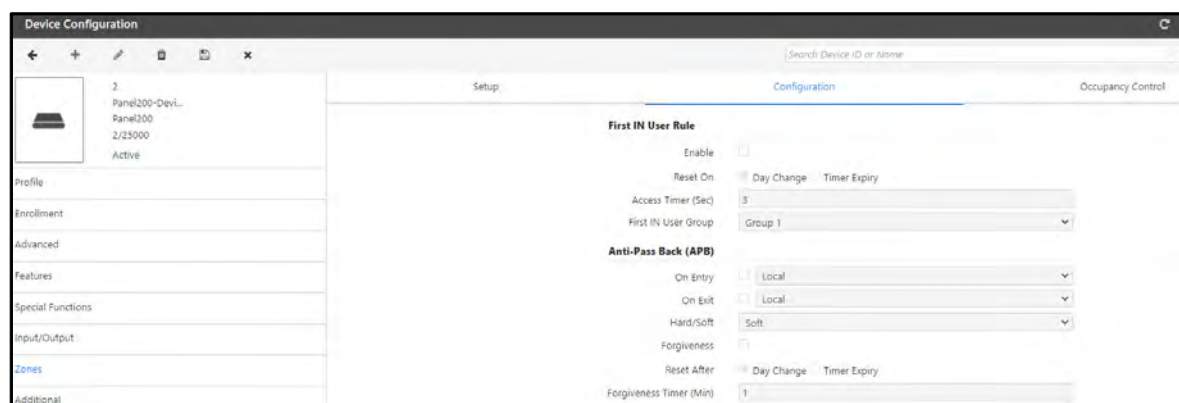 Device Configuration
Search Device ID or Name
2
Panel200-Devi...
Panel200
2/25000
Active
Profile
Enrollment
Advanced
Features
Special Functions
Input/Output
Zones
Additional
Setup Configuration Occupancy Control
First IN User Rule
Enable
Reset On Day Change Timer Expiry
Access Timer (Sec) 3
First IN User Group Group 1
Anti-Pass Back (APB)
On Entry Local
On Exit Local
Hard/Soft Soft
Forgiveness
Reset After Day Change Timer Expiry
Forgiveness Timer (Min) 1